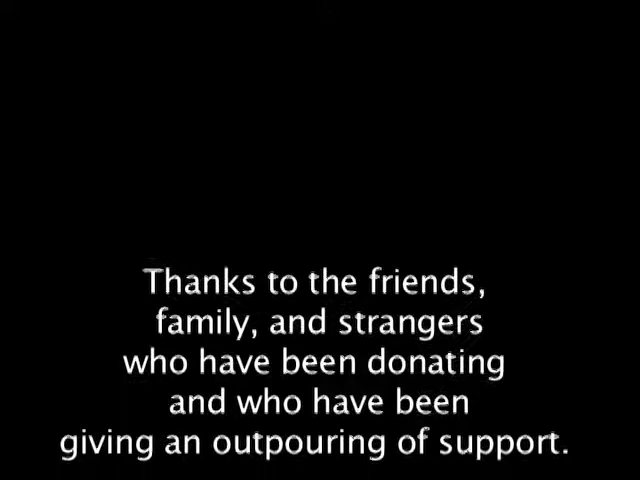 Thanks to the friends,
family, and strangers
who have been donating
and who have been
giving an outpouring of support.